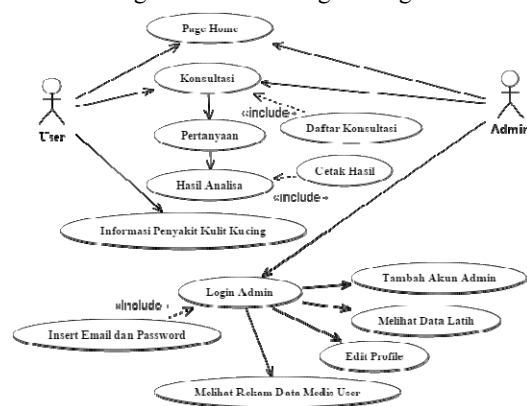 Page Home
Konsultasi
«include»
Daftar Konsultasi
User
Admin
Pertanyaan
Cetak Hasil
Hasil Analisa
«include»
Informasi Penyakit Kulit Kucing
Tambah Akun Admin
Login Admin
«include»
Melihat Data Latih
Insert Email dan Password
Edit Profile
Melihat Rekam Data Medis User